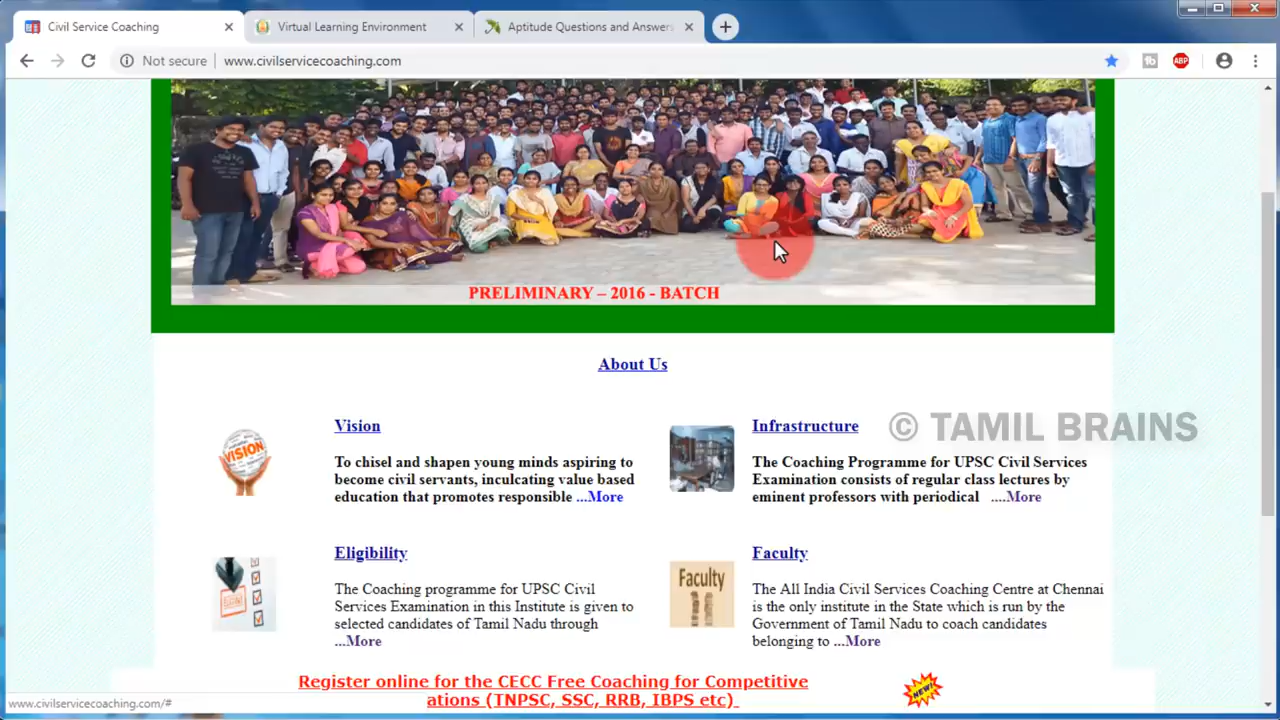 Civil Service Coaching
Virtual Learning Environment
Aptitude Questions and Answers
Not secure
www.civilservicecoaching.com
ABP
PRELIMINARY – 2016 - BATCH
About Us
VISION
Vision
To chisel and shapen young minds aspiring to
become civil servants, inculcating value based
education that promotes responsible ...More
Infrastructure
The Coaching Programme for UPSC Civil Services
Examination consists of regular class lectures by
eminent professors with periodical ....More
© TAMIL BRAINS
Eligibility
The Coaching programme for UPSC Civil
Services Examination in this Institute is given to
selected candidates of Tamil Nadu through
...More
Faculty
Faculty
The All India Civil Services Coaching Centre at Chennai
is the only institute in the State which is run by the
Government of Tamil Nadu to coach candidates
belonging to ...More
Register online for the CECC Free Coaching for Competitive
ations (TNPSC, SSC, RRB, IBPS etc)
NEW!
www.civilservicecoaching.com/#